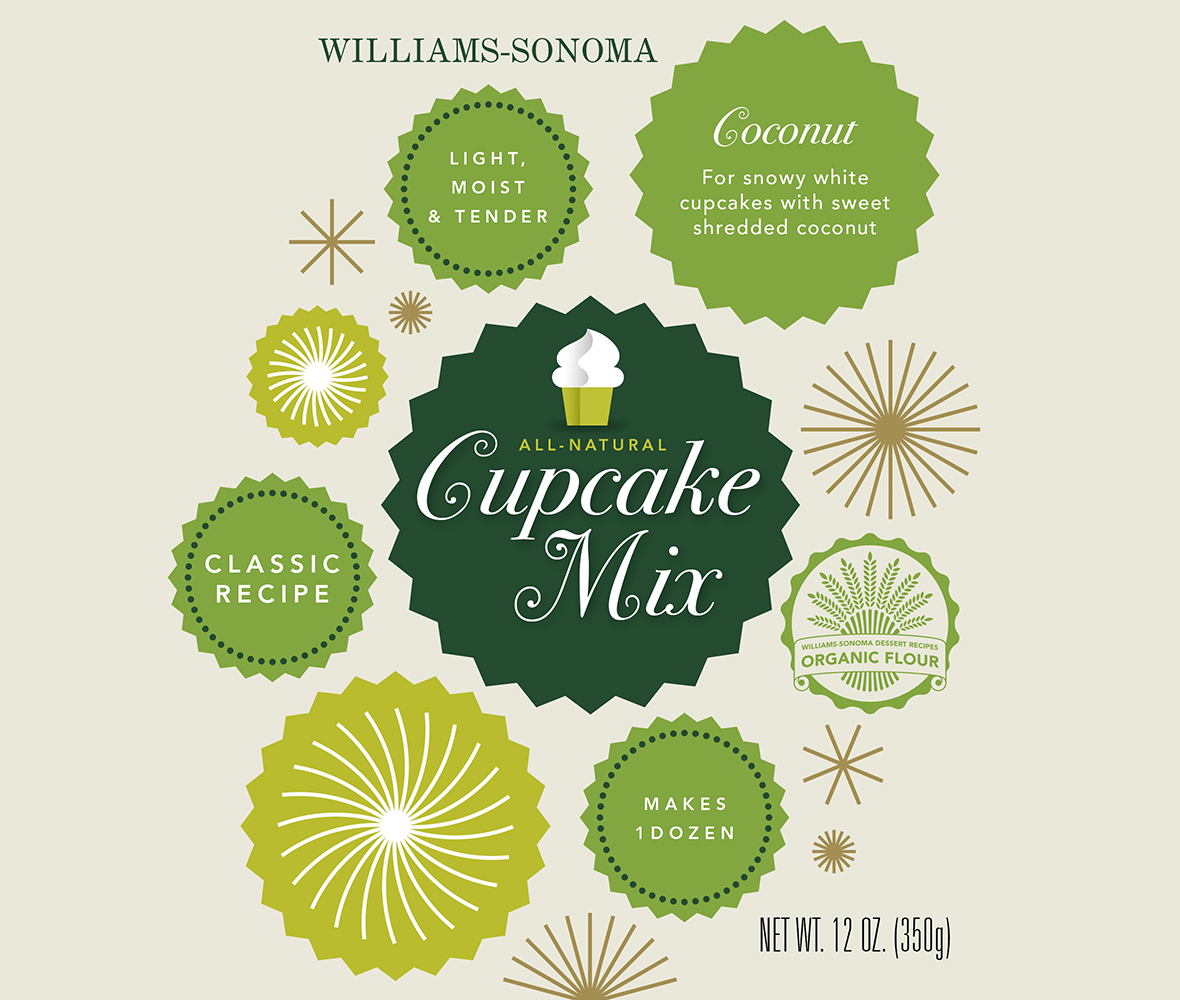 WILLIAMS-SONOMA
LIGHT,
MOIST
& TENDER
Coconut
For snowy white
cupcakes with sweet
shredded coconut
ALL-NATURAL
Cupcake
Mix
CLASSIC
RECIPE
WILLIAMS-SONOMA DESSERT RECIPES
ORGANIC FLOUR
MAKES
1 DOZEN
NET WT. 12 OZ. (350g)